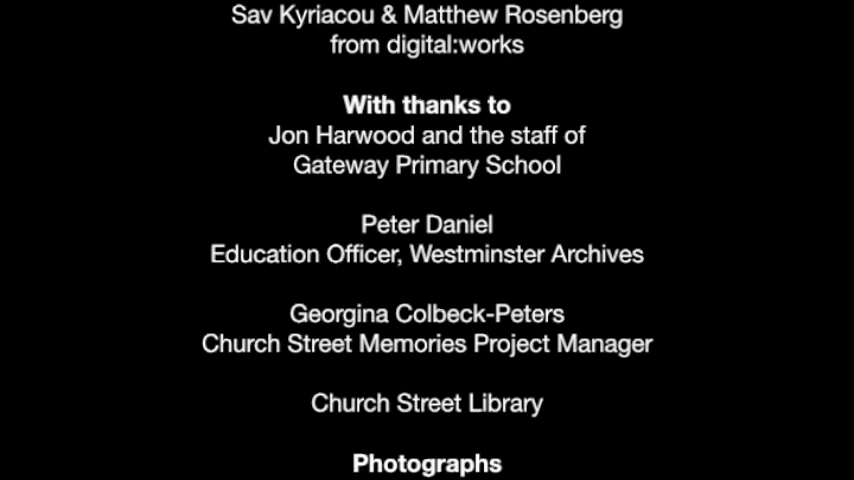 Sav Kyriacou & Matthew Rosenberg
from digital:works
With thanks to
Jon Harwood and the staff of
Gateway Primary School
Peter Daniel
Education Officer, Westminster Archives
Georgina Colbeck-Peters
Church Street Memories Project Manager
Church Street Library
Photographs